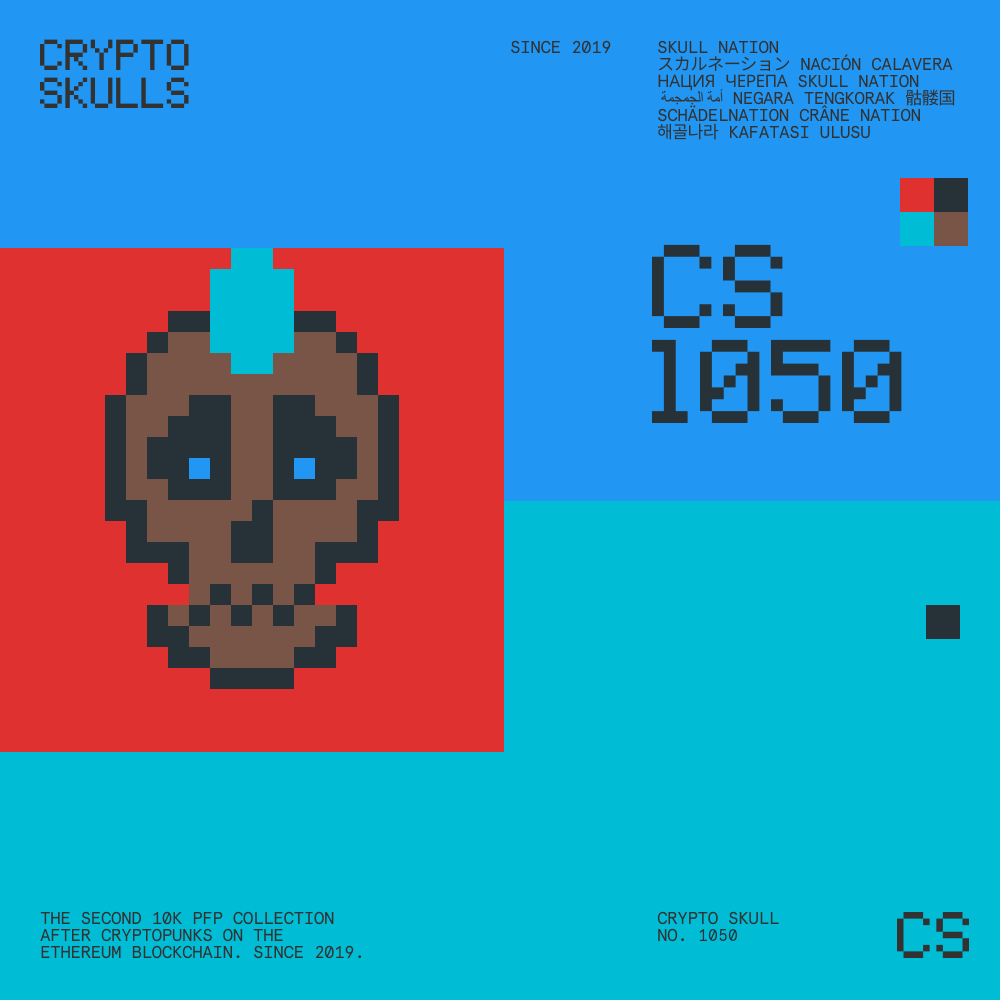 CRYPTO
SKULLS
SINCE 2019
SKULL NATION
スカルネーション NACIÓN CALAVERA
НАЦИЯ ЧЕРЕПА SKULL NATION
أمة الجمجمة NEGARA TENGKORAK 骷髅国
SCHÄDELNATION CRÂNE NATION
해골나라 KAFATASI ULUSU
CS
1050
THE SECOND 10K PFP COLLECTION
AFTER CRYPTOPUNKS ON THE
ETHEREUM BLOCKCHAIN. SINCE 2019.
CRYPTO SKULL
NO. 1050
CS